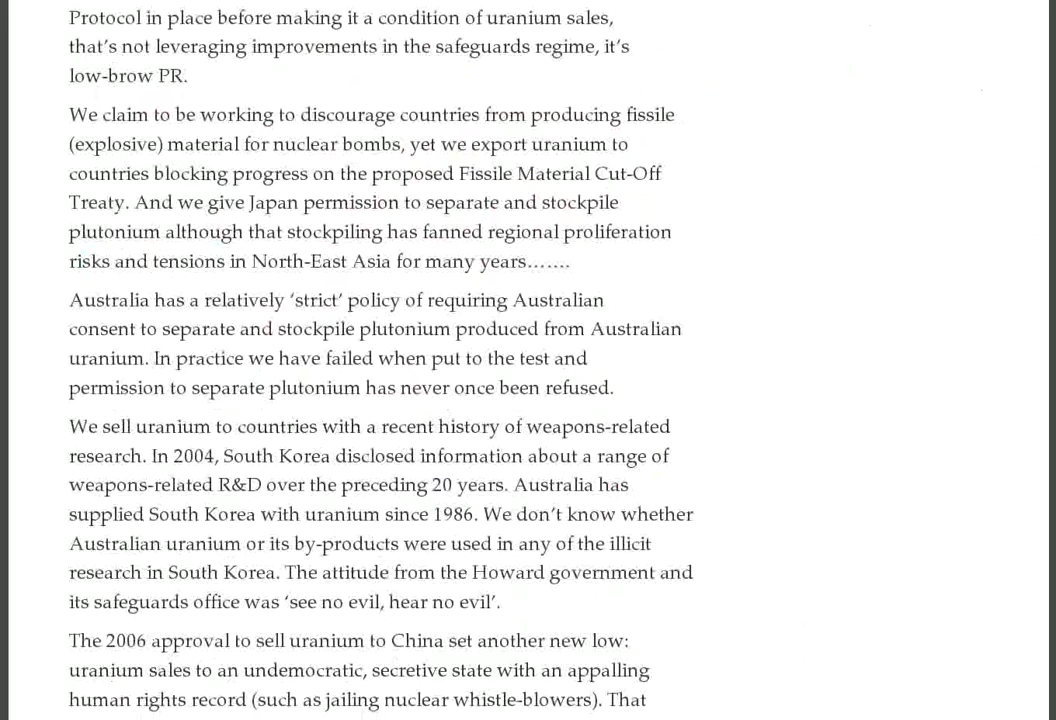 Protocol in place before making it a condition of uranium sales,
that's not leveraging improvements in the safeguards regime, it's
low-brow PR.
We claim to be working to discourage countries from producing fissile
(explosive) material for nuclear bombs, yet we export uranium to
countries blocking progress on the proposed Fissile Material Cut-Off
Treaty. And we give Japan permission to separate and stockpile
plutonium although that stockpiling has fanned regional proliferation
risks and tensions in North-East Asia for many years…….
Australia has a relatively 'strict' policy of requiring Australian
consent to separate and stockpile plutonium produced from Australian
uranium. In practice we have failed when put to the test and
permission to separate plutonium has never once been refused.
We sell uranium to countries with a recent history of weapons-related
research. In 2004, South Korea disclosed information about a range of
weapons-related R&D over the preceding 20 years. Australia has
supplied South Korea with uranium since 1986. We don't know whether
Australian uranium or its by-products were used in any of the illicit
research in South Korea. The attitude from the Howard government and
its safeguards office was 'see no evil, hear no evil'.
The 2006 approval to sell uranium to China set another new low:
uranium sales to an undemocratic, secretive state with an appalling
human rights record (such as jailing nuclear whistle-blowers). That